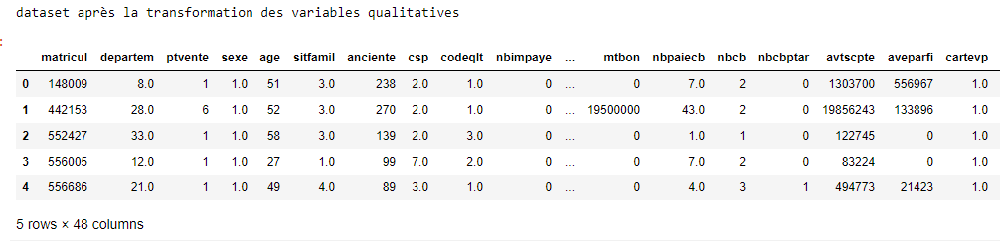 dataset après la transformation des variables qualitatives
: matricul departem ptvente sexe age sitfamil anciente csp codeqlt nbimpaye ... mtbon nbpaiecb nbcb nbcbptar avtscpte aveparfi cartevp
0 148009 8.0 1 1.0 51 3.0 238 2.0 1.0 0 ... 0 7.0 2 0 1303700 556967 1.0
1 442153 28.0 6 1.0 52 3.0 270 2.0 1.0 0 ... 19500000 43.0 2 0 19856243 133896 1.0
2 552427 33.0 1 1.0 58 3.0 139 2.0 3.0 0 ... 0 1.0 1 0 122745 0 1.0
3 556005 12.0 1 1.0 27 1.0 99 7.0 2.0 0 ... 0 7.0 2 0 83224 0 1.0
4 556686 21.0 1 1.0 49 4.0 89 3.0 1.0 0 ... 0 4.0 3 1 494773 21423 1.0
5 rows × 48 columns